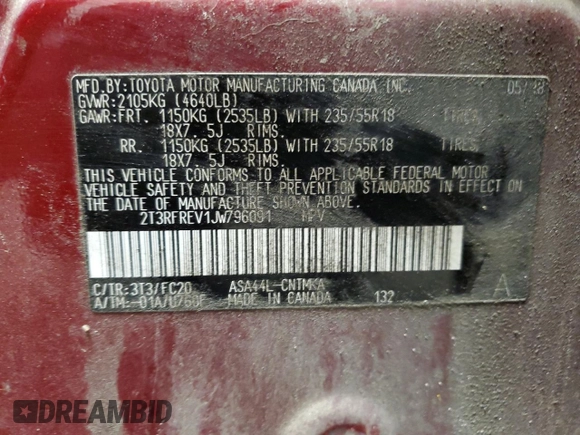 MFD.BY:TOYOTA MOTOR MANUFACTURING CANADA INC. 05/18
GVWR:2105KG (4640LB)
GAWR:FRT. 1150KG (2535LB) WITH 235/55R18 TIRES,
18X7.5J RIMS.
RR. 1150KG (2535LB) WITH 235/55R18 TIRES,
18X7.5J RIMS.
THIS VEHICLE CONFORMS TO ALL APPLICABLE FEDERAL MOTOR
VEHICLE SAFETY AND THEFT PREVENTION STANDARDS IN EFFECT ON
THE DATE OF MANUFACTURE SHOWN ABOVE.
2T3RFREV1JW796091 MPV
C/TR:3T3/FC20 ASA44L-CNTMKA A
A/TM:-01A/U760F MADE IN CANADA 132
DREAMBID